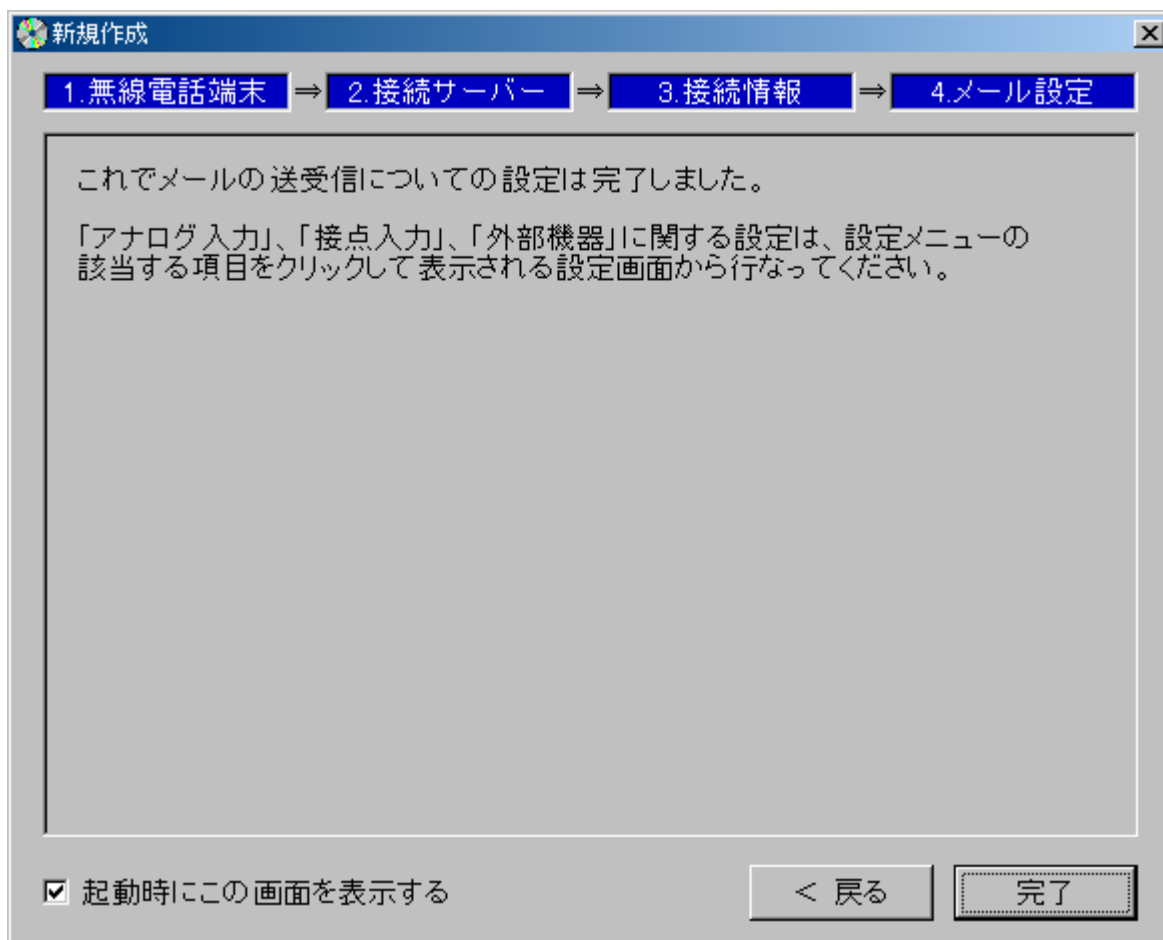 新規作成
1.無線電話端末 ⇒ 2.接続サーバー ⇒ 3.接続情報 ⇒ 4.メール設定
これでメールの送受信についての設定は完了しました。
「アナログ入力」、「接点入力」、「外部機器」に関する設定は、設定メニューの
該当する項目をクリックして表示される設定画面から行なってください。
起動時にこの画面を表示する
< 戻る
完了